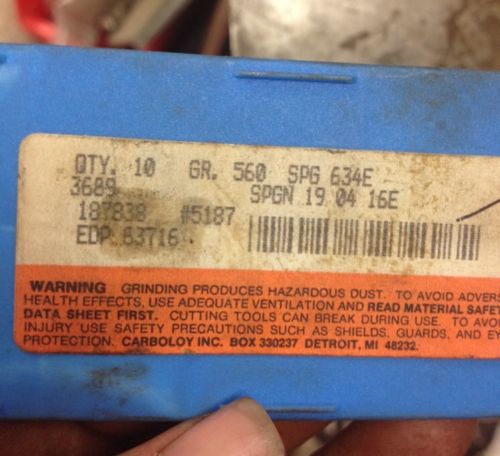 QTY. 10 GR. 560 SPG 634E
3689 SPGN 19 04 16E
187838 #5187
EDP 63716
WARNING GRINDING PRODUCES HAZARDOUS DUST. TO AVOID ADVER
HEALTH EFFECTS, USE ADEQUATE VENTILATION AND READ MATERIAL SAFE
DATA SHEET FIRST. CUTTING TOOLS CAN BREAK DURING USE. TO AVO
INJURY USE SAFETY PRECAUTIONS SUCH AS SHIELDS, GUARDS, AND EY
PROTECTION. CARBOLOY INC. BOX 330237 DETROIT, MI 48232.